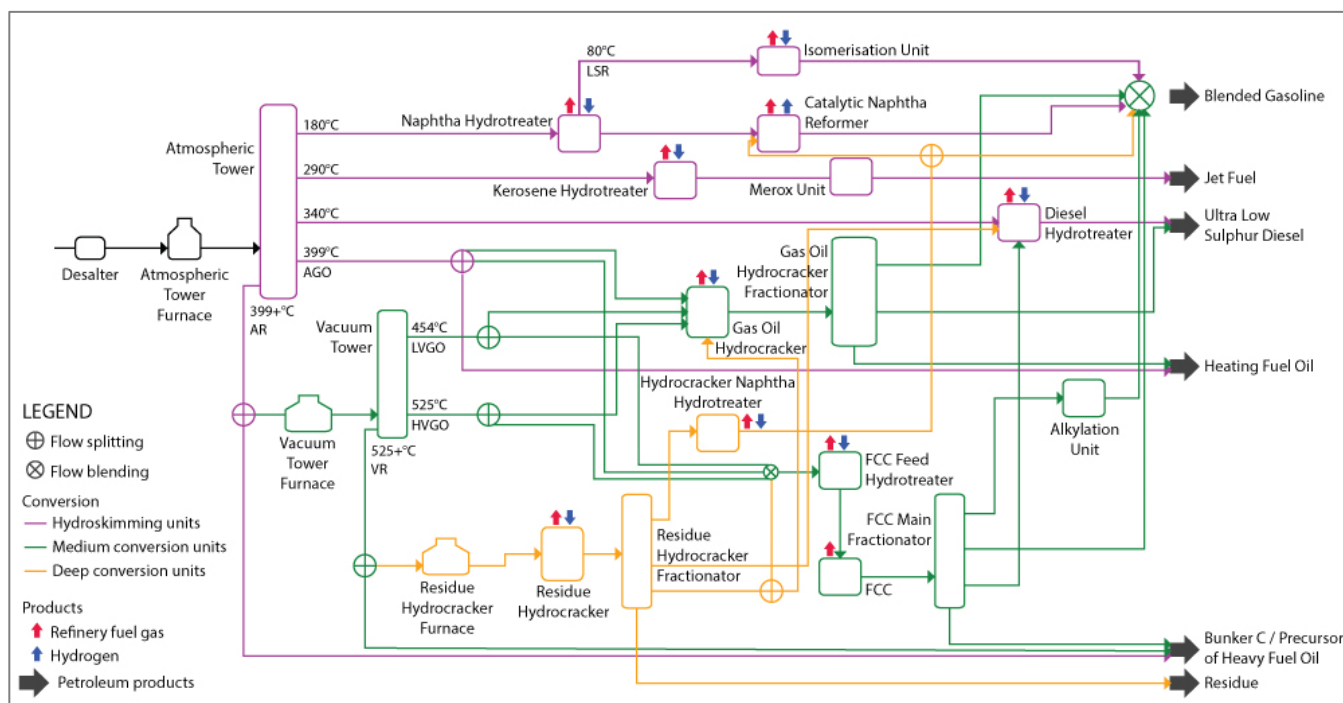 80°C
LSR
Isomerisation Unit
Naphtha Hydrotreater
Catalytic Naphtha
Reformer
Blended Gasoline
Atmospheric
Tower
180°C
290°C
Kerosene Hydrotreater
Merox Unit
Jet Fuel
340°C
Diesel
Hydrotreater
Ultra Low
Sulphur Diesel
399°C
AGO
Desalter
Atmospheric
Tower
Furnace
Gas Oil
Hydrocracker
Fractionator
399+°C
AR
Vacuum
Tower
454°C
LVGO
Gas Oil
Hydrocracker
Heating Fuel Oil
Hydrocracker Naphtha
Hydrotreater
525°C
HVGO
Alkylation
Unit
Vacuum
Tower
Furnace
525+°C
VR
FCC Feed
Hydrotreater
FCC Main
Fractionator
Residue
Hydrocracker
Fractionator
Residue
Hydrocracker
Furnace
Residue
Hydrocracker
FCC
Bunker C / Precursor
of Heavy Fuel Oil
Residue
LEGEND
Flow splitting
Flow blending
Conversion
Hydroskimming units
Medium conversion units
Deep conversion units
Products
Refinery fuel gas
Hydrogen
Petroleum products